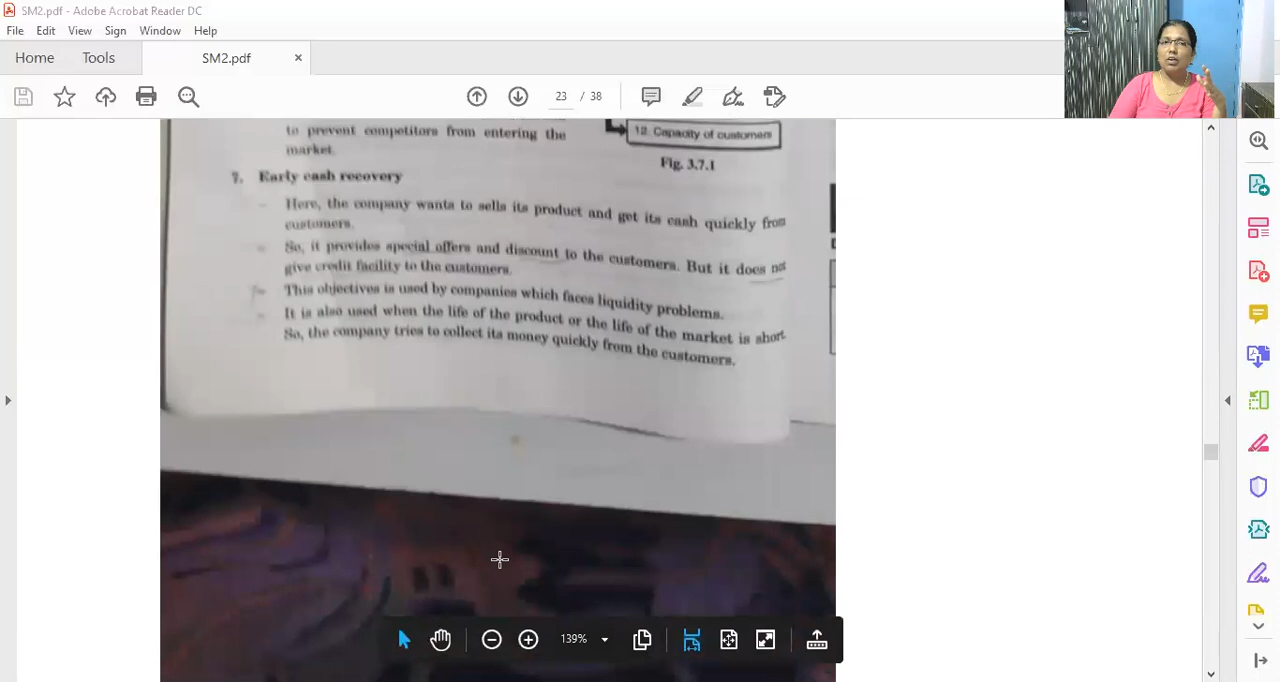 SM2.pdf - Adobe Acrobat Reader DC
File Edit View Sign Window Help
Home Tools SM2.pdf ×
23 / 38
to prevent competitors from entering the
market.
12. Capacity of customers
Fig. 3.7.1
7. Early cash recovery
– Here, the company wants to sells its product and get its cash quickly from
customers.
– So, it provides special offers and discount to the customers. But it does not
give credit facility to the customers.
– This objectives is used by companies which faces liquidity problems.
– It is also used when the life of the product or the life of the market is short
So, the company tries to collect its money quickly from the customers.
139%